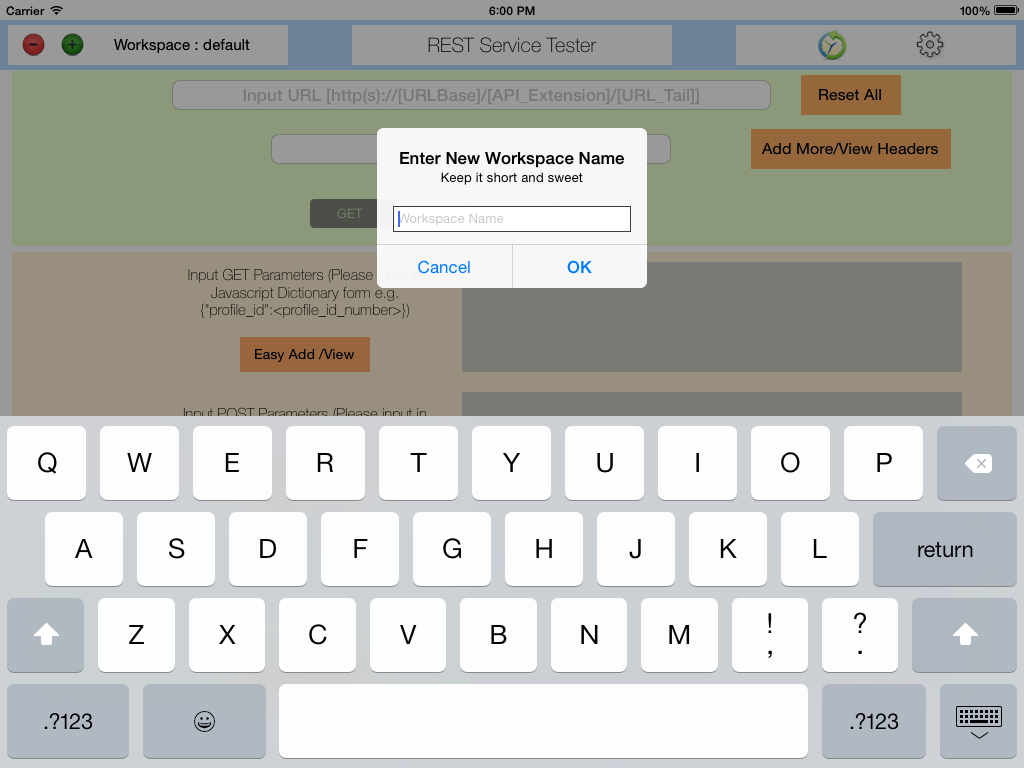 Carrier
6:00 PM
100%
Workspace : default
REST Service Tester
Input URL [http(s)://[URLBase]/[API_Extension]/[URL_Tail]]
Reset All
Add More/View Headers
Enter New Workspace Name
Keep it short and sweet
GET
Workspace Name
Cancel
OK
Input GET Parameters (Please
Javascript Dictionary form e.g.
{"profile_id":<profile_id_number>})
Easy Add /View
Input POST Parameters (Please input in
Q W E R T Y U I O P
A S D F G H J K L return
Z X C V B N M ! , ? .
.?123 .?123